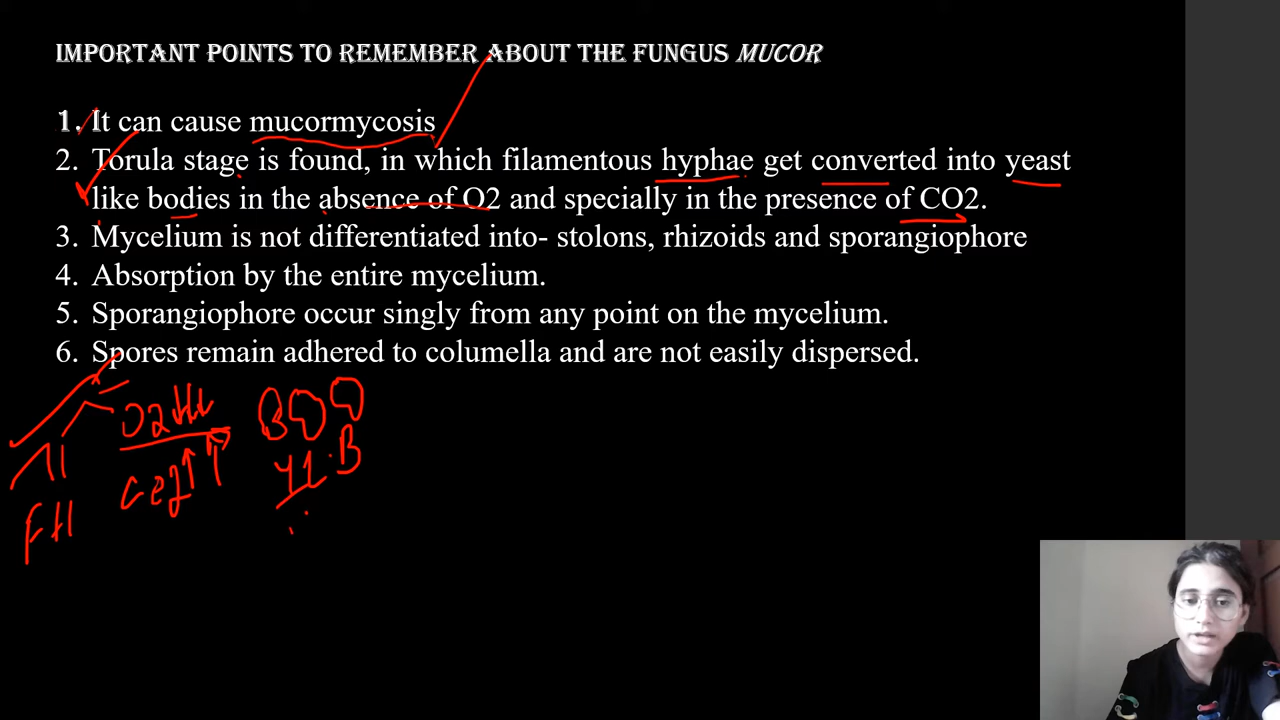 IMPORTANT POINTS TO REMEMBER ABOUT THE FUNGUS MUCOR
1. It can cause mucormycosis
2. Torula stage is found, in which filamentous hyphae get converted into yeast
like bodies in the absence of O2 and specially in the presence of CO2.
3. Mycelium is not differentiated into- stolons, rhizoids and sporangiophore
4. Absorption by the entire mycelium.
5. Sporangiophore occur singly from any point on the mycelium.
6. Spores remain adhered to columella and are not easily dispersed.
O2
FH